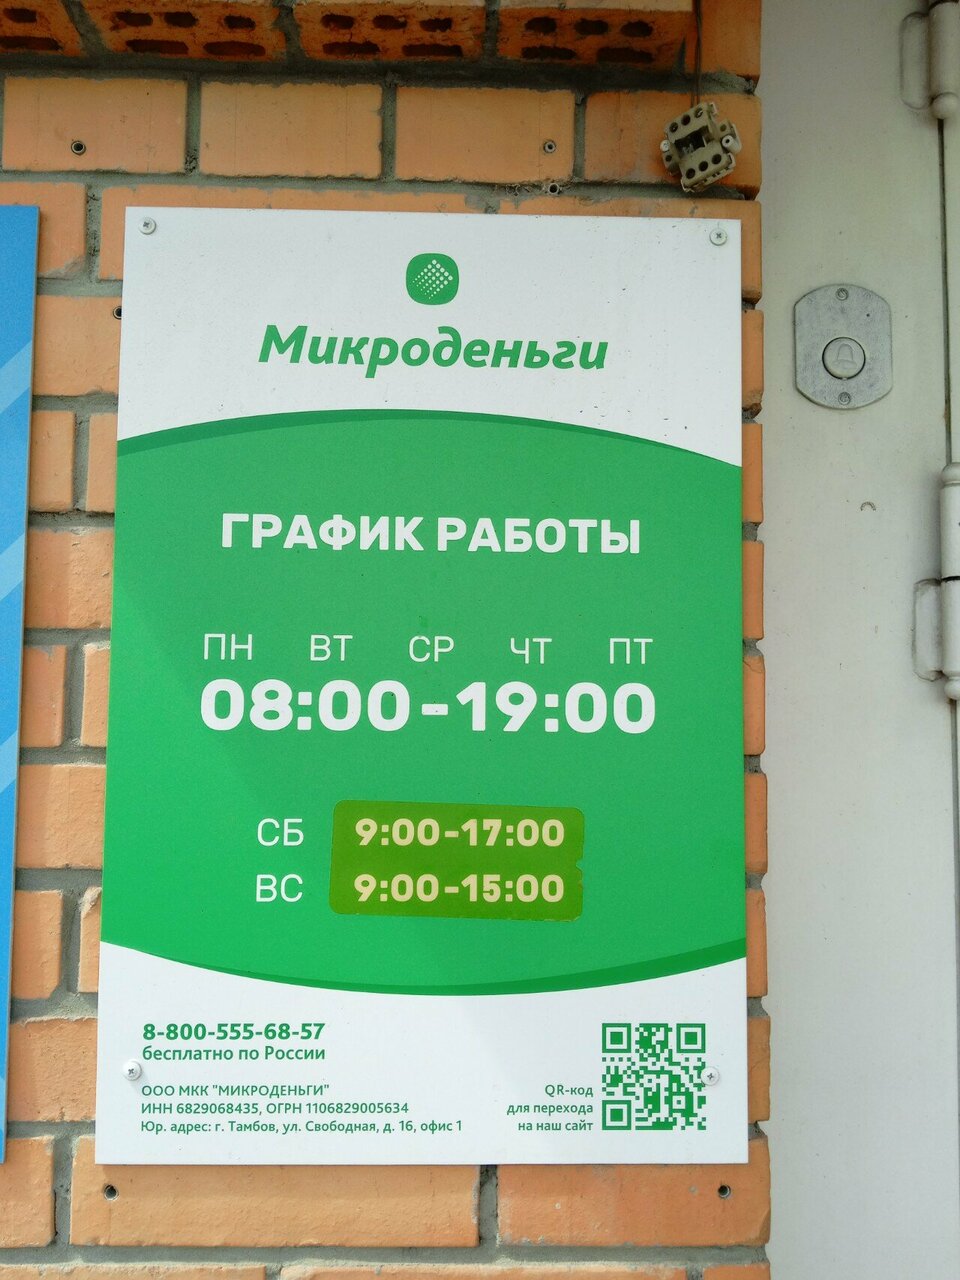 Микроденьги
ГРАФИК РАБОТЫ
ПН ВТ СР ЧТ ПТ
08:00-19:00
СБ 9:00-17:00
ВС 9:00-15:00
8-800-555-68-57
бесплатно по России
ООО МКК "МИКРОДЕНЬГИ"
ИНН 6829068435, ОГРН 1106829005634
Юр. адрес: г. Тамбов, ул. Свободная, д. 16, офис 1
QR-код
для перехода
на наш сайт